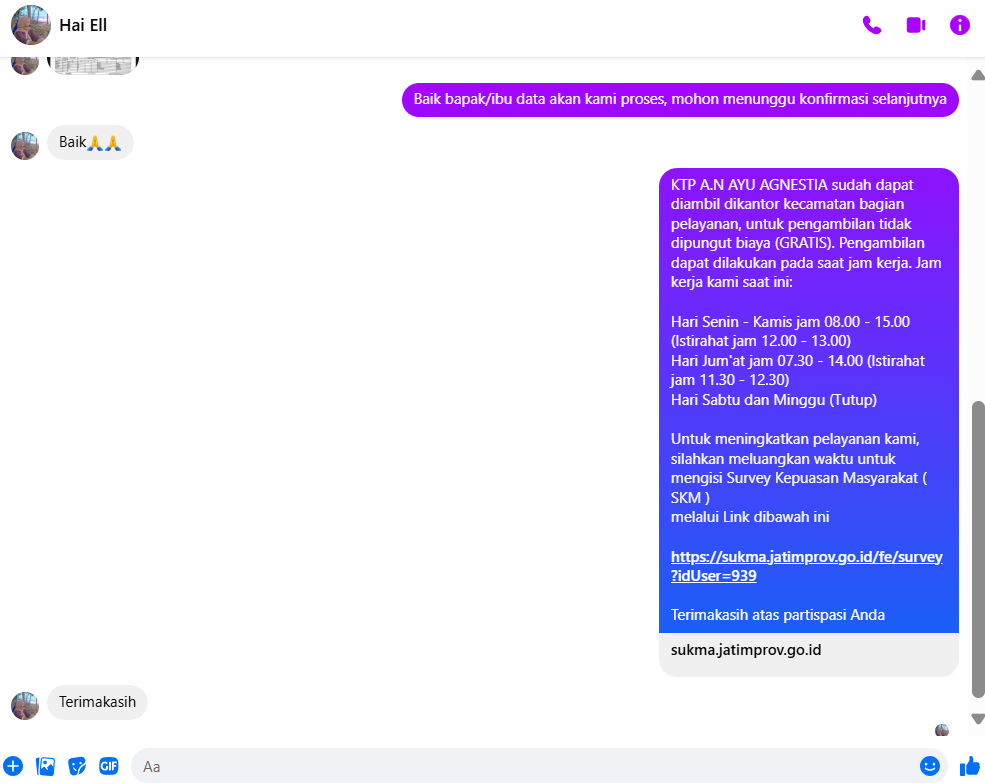 Hai Ell
Baik bapak/ibu data akan kami proses, mohon menunggu konfirmasi selanjutnya
Baik🙏🙏
KTP A.N AYU AGNESTIA sudah dapat
diambil dikantor kecamatan bagian
pelayanan, untuk pengambilan tidak
dipungut biaya (GRATIS). Pengambilan
dapat dilakukan pada saat jam kerja. Jam
kerja kami saat ini:
Hari Senin - Kamis jam 08.00 - 15.00
(Istirahat jam 12.00 - 13.00)
Hari Jum'at jam 07.30 - 14.00 (Istirahat
jam 11.30 - 12.30)
Hari Sabtu dan Minggu (Tutup)
Untuk meningkatkan pelayanan kami,
silahkan meluangkan waktu untuk
mengisi Survey Kepuasan Masyarakat (
SKM )
melalui Link dibawah ini
https://sukma.jatimprov.go.id/fe/survey
?idUser=939
Terimakasih atas partispasi Anda
sukma.jatimprov.go.id
Terimakasih
GIF
Aa